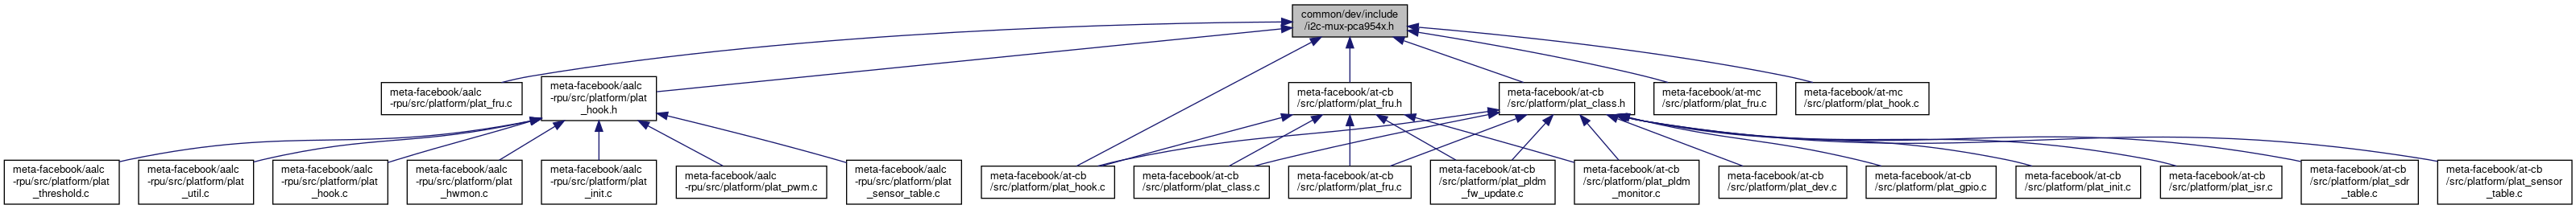 common/dev/include
/i2c-mux-pca954x.h
meta-facebook/aalc
-rpu/src/platform/plat_fru.c
meta-facebook/aalc
-rpu/src/platform/plat
_hook.h
meta-facebook/at-cb
/src/platform/plat_fru.h
meta-facebook/at-cb
/src/platform/plat_class.h
meta-facebook/at-mc
/src/platform/plat_fru.c
meta-facebook/at-mc
/src/platform/plat_hook.c
meta-facebook/aalc
-rpu/src/platform/plat
_threshold.c
meta-facebook/aalc
-rpu/src/platform/plat
_util.c
meta-facebook/aalc
-rpu/src/platform/plat
_hook.c
meta-facebook/aalc
-rpu/src/platform/plat
_hwmon.c
meta-facebook/aalc
-rpu/src/platform/plat
_init.c
meta-facebook/aalc
-rpu/src/platform/plat_pwm.c
meta-facebook/aalc
-rpu/src/platform/plat
_sensor_table.c
meta-facebook/at-cb
/src/platform/plat_hook.c
meta-facebook/at-cb
/src/platform/plat_class.c
meta-facebook/at-cb
/src/platform/plat_fru.c
meta-facebook/at-cb
/src/platform/plat_pldm
_fw_update.c
meta-facebook/at-cb
/src/platform/plat_pldm
_monitor.c
meta-facebook/at-cb
/src/platform/plat_dev.c
meta-facebook/at-cb
/src/platform/plat_gpio.c
meta-facebook/at-cb
/src/platform/plat_init.c
meta-facebook/at-cb
/src/platform/plat_isr.c
meta-facebook/at-cb
/src/platform/plat_sdr
_table.c
meta-facebook/at-cb
/src/platform/plat_sensor
_table.c